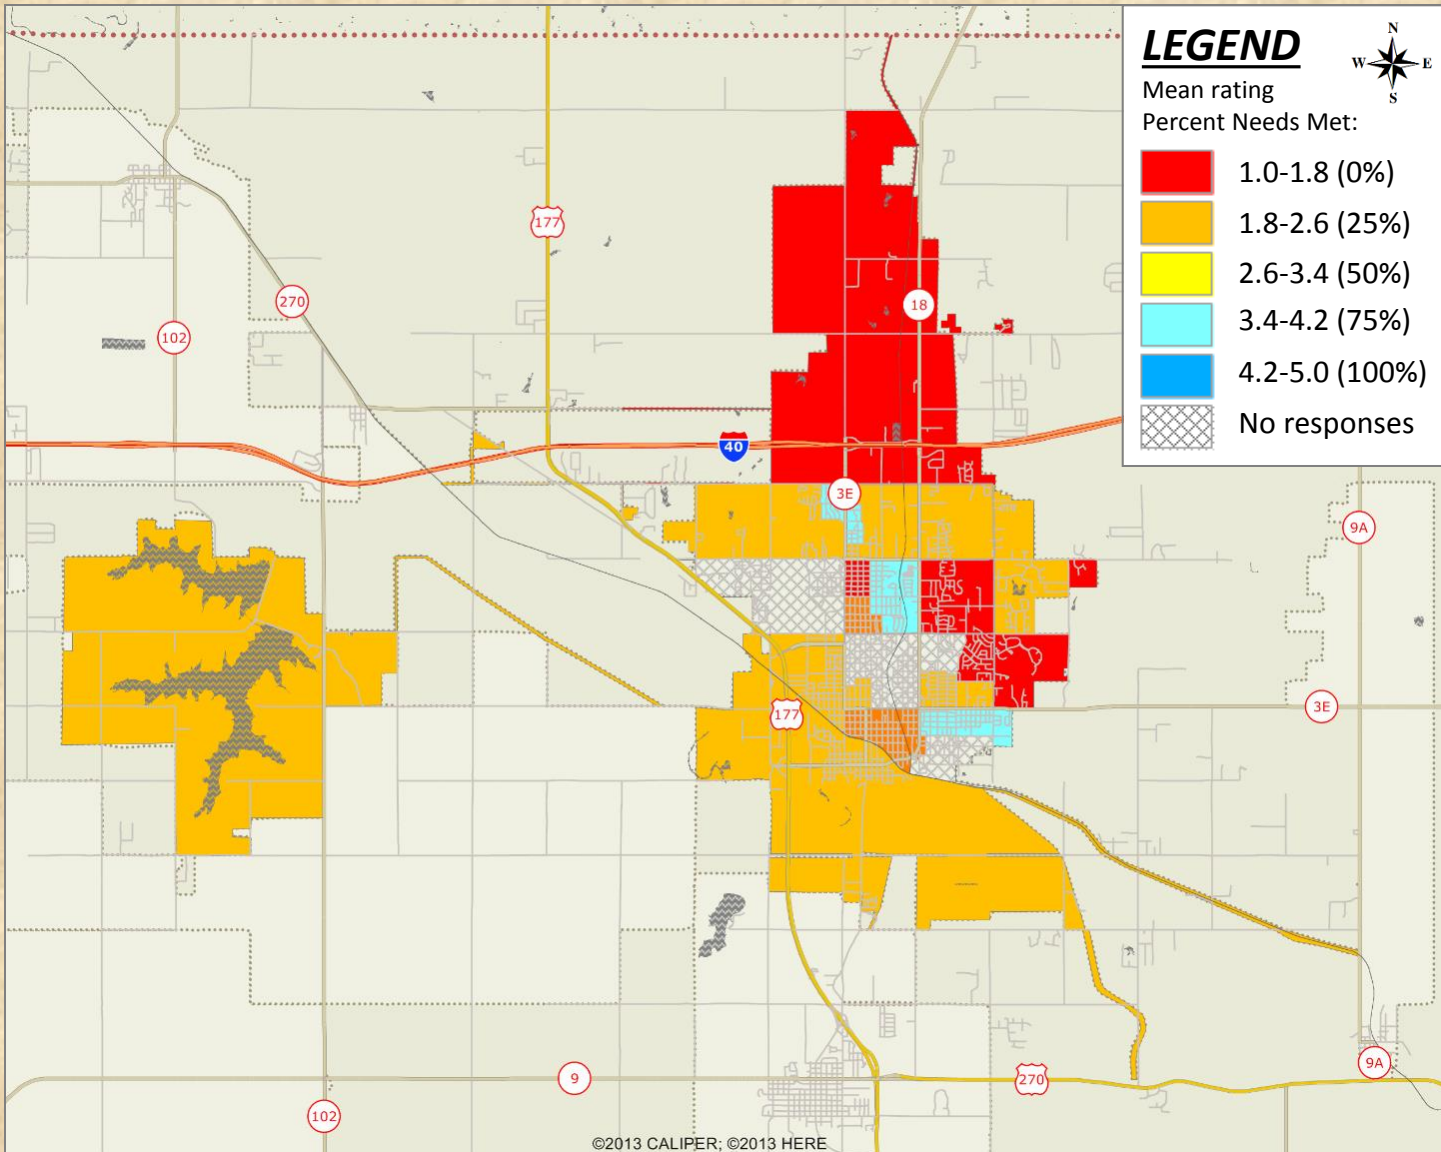 LEGEND
N
W E
S
Mean rating
Percent Needs Met:
1.0-1.8 (0%)
1.8-2.6 (25%)
2.6-3.4 (50%)
3.4-4.2 (75%)
4.2-5.0 (100%)
No responses
177
270
18
102
40
3E
9A
3E
177
9A
9
270
102
©2013 CALIPER; ©2013 HERE